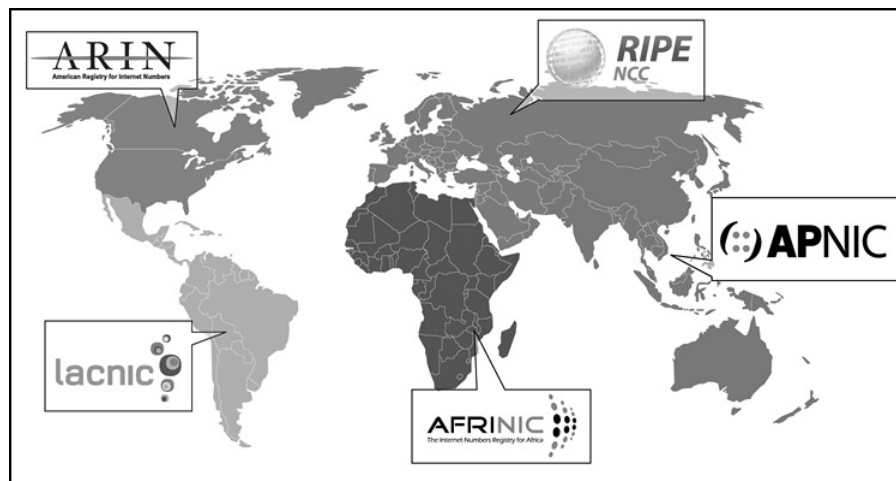 ARIN
American Registry for Internet Numbers
RIPE
NCC
APNIC
lacnic
AFRINIC
The Internet Numbers Registry for Africa